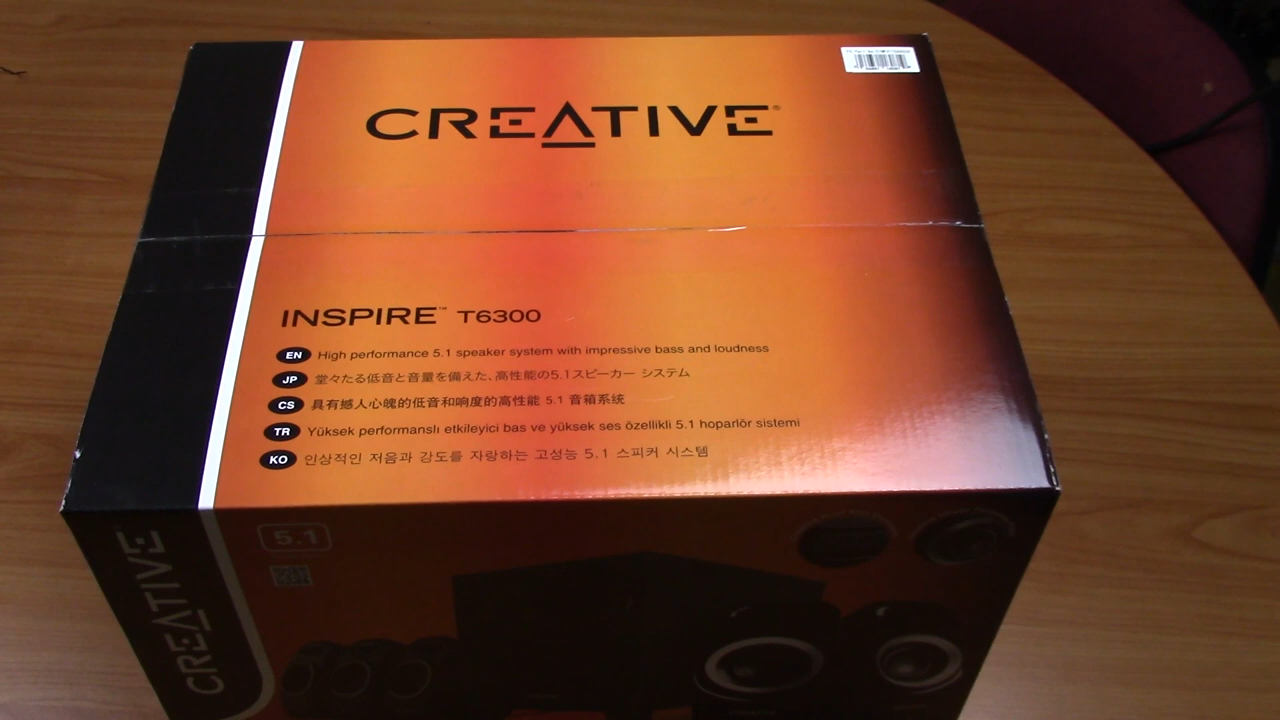 CREATIVE®
INSPIRE™ T6300
EN High performance 5.1 speaker system with impressive bass and loudness
JP 堂々たる低音と音量を備えた、高性能の5.1スピーカー システム
CS 具有撼人心魄的低音和响度的高性能 5.1 音箱系统
TR Yüksek performanslı etkileyici bas ve yüksek ses özellikli 5.1 hoparlör sistemi
KO 인상적인 저음과 강도를 자랑하는 고성능 5.1 스피커 시스템
CREATIVE
5.1